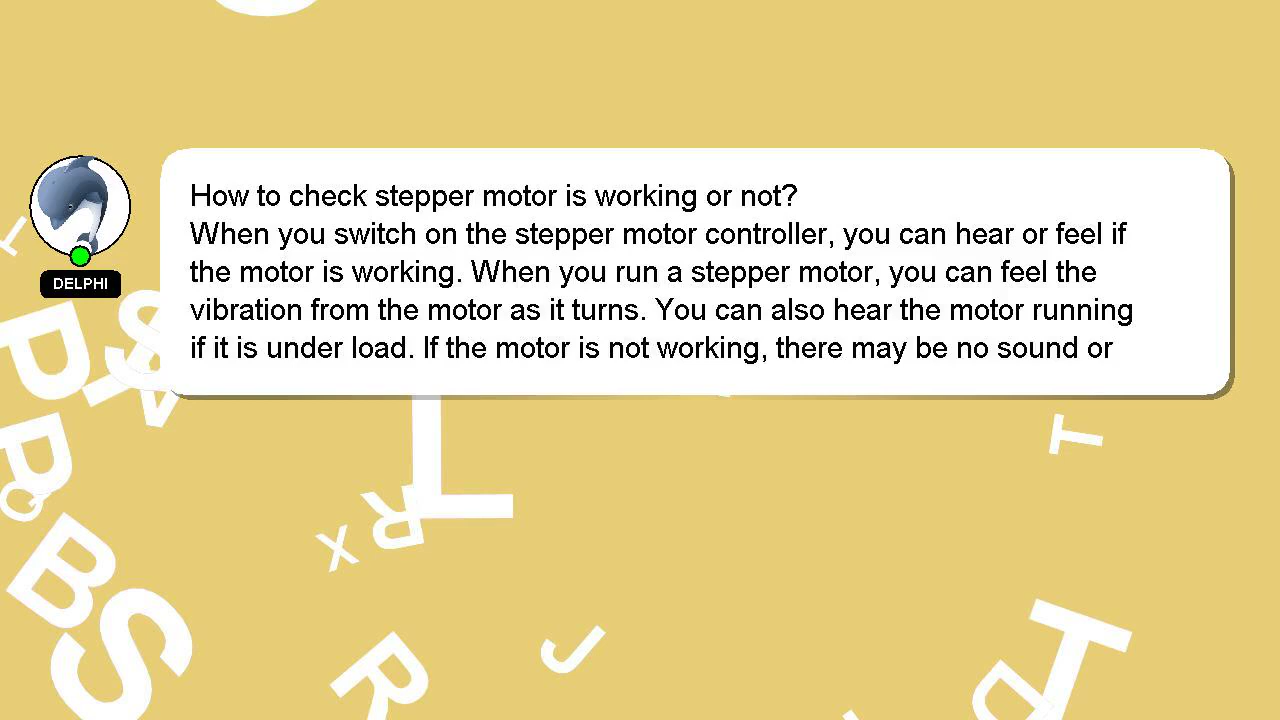 How to check stepper motor is working or not?
When you switch on the stepper motor controller, you can hear or feel if
the motor is working. When you run a stepper motor, you can feel the
vibration from the motor as it turns. You can also hear the motor running
if it is under load. If the motor is not working, there may be no sound or
DELPHI
T
P
S
S
Y
A
R
Q
B
S
L
R
X
R
J
T
T
D